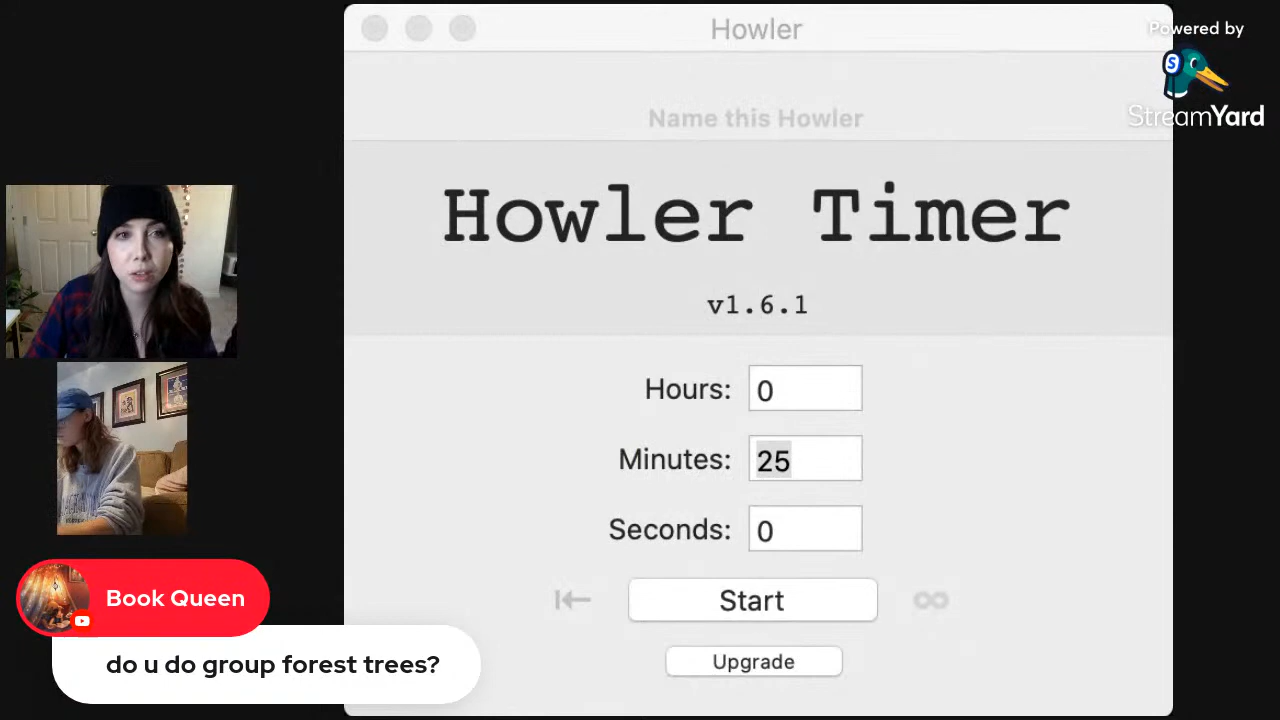 Howler
Powered by
StreamYard
Name this Howler
Howler Timer
v1.6.1
Hours: 0
Minutes: 25
Seconds: 0
Start
Upgrade
Book Queen
do u do group forest trees?